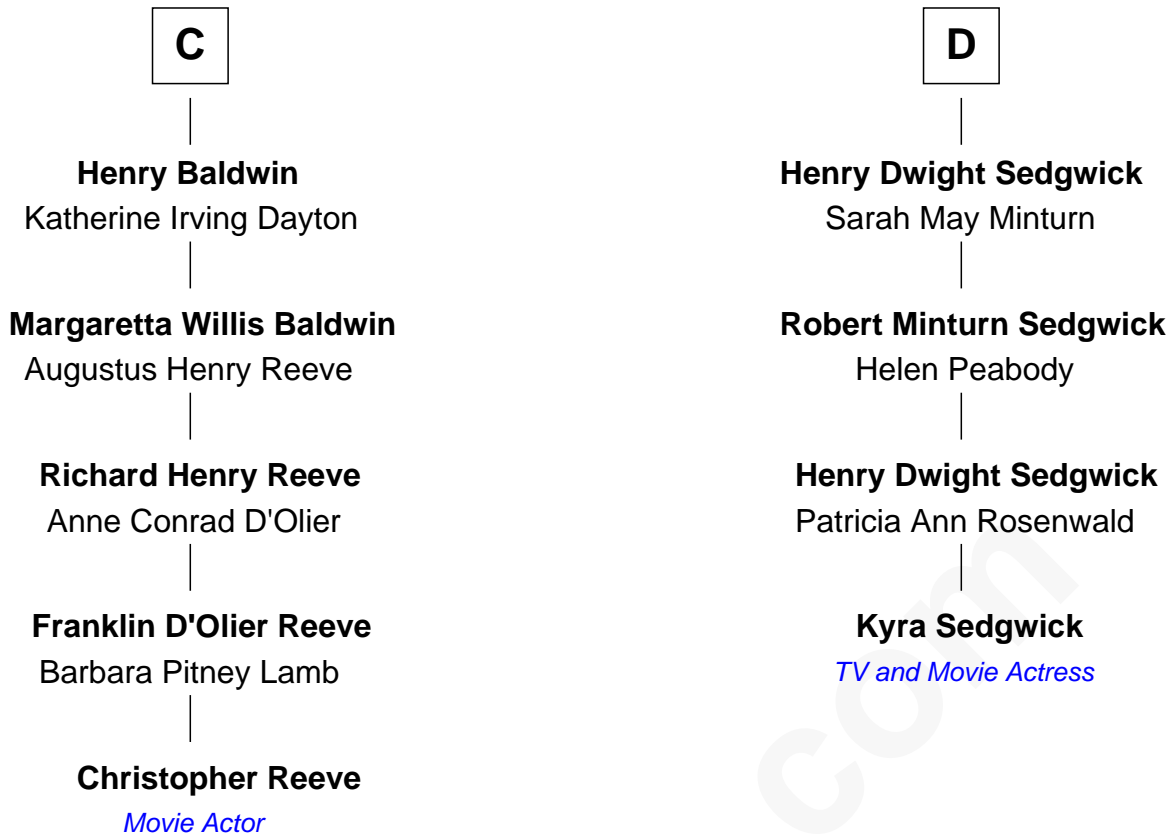 C
Henry Baldwin
Katherine Irving Dayton
Margaretta Willis Baldwin
Augustus Henry Reeve
Richard Henry Reeve
Anne Conrad D'Olier
Franklin D'Olier Reeve
Barbara Pitney Lamb
Christopher Reeve
Movie Actor
D
Henry Dwight Sedgwick
Sarah May Minturn
Robert Minturn Sedgwick
Helen Peabody
Henry Dwight Sedgwick
Patricia Ann Rosenwald
Kyra Sedgwick
TV and Movie Actress
com